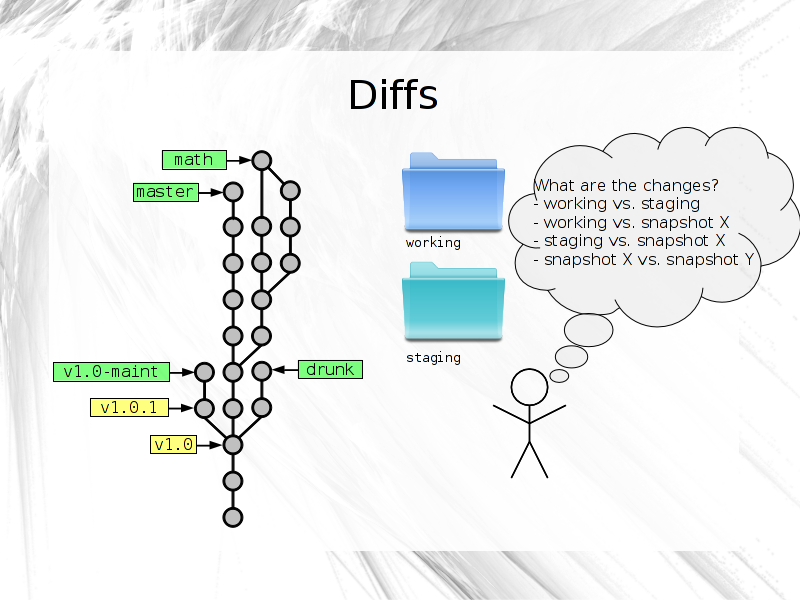 Diffs
math
master
v1.0-maint
drunk
v1.0.1
v1.0
working
staging
What are the changes?
- working vs. staging
- working vs. snapshot X
- staging vs. snapshot X
- snapshot X vs. snapshot Y